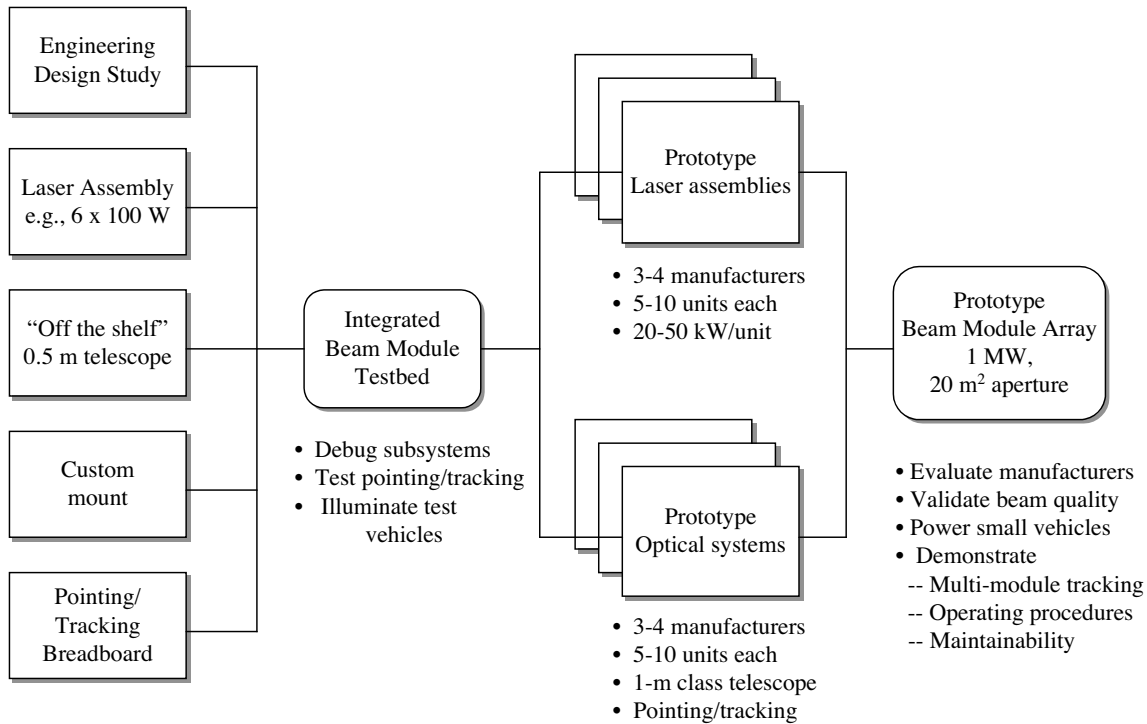 Engineering
Design Study
Laser Assembly
e.g., 6 x 100 W
“Off the shelf”
0.5 m telescope
Custom
mount
Pointing/
Tracking
Breadboard
Integrated
Beam Module
Testbed
• Debug subsystems
• Test pointing/tracking
• Illuminate test
vehicles
Prototype
Laser assemblies
• 3-4 manufacturers
• 5-10 units each
• 20-50 kW/unit
Prototype
Optical systems
• 3-4 manufacturers
• 5-10 units each
• 1-m class telescope
• Pointing/tracking
Prototype
Beam Module Array
1 MW,
20 m² aperture
• Evaluate manufacturers
• Validate beam quality
• Power small vehicles
• Demonstrate
-- Multi-module tracking
-- Operating procedures
-- Maintainability